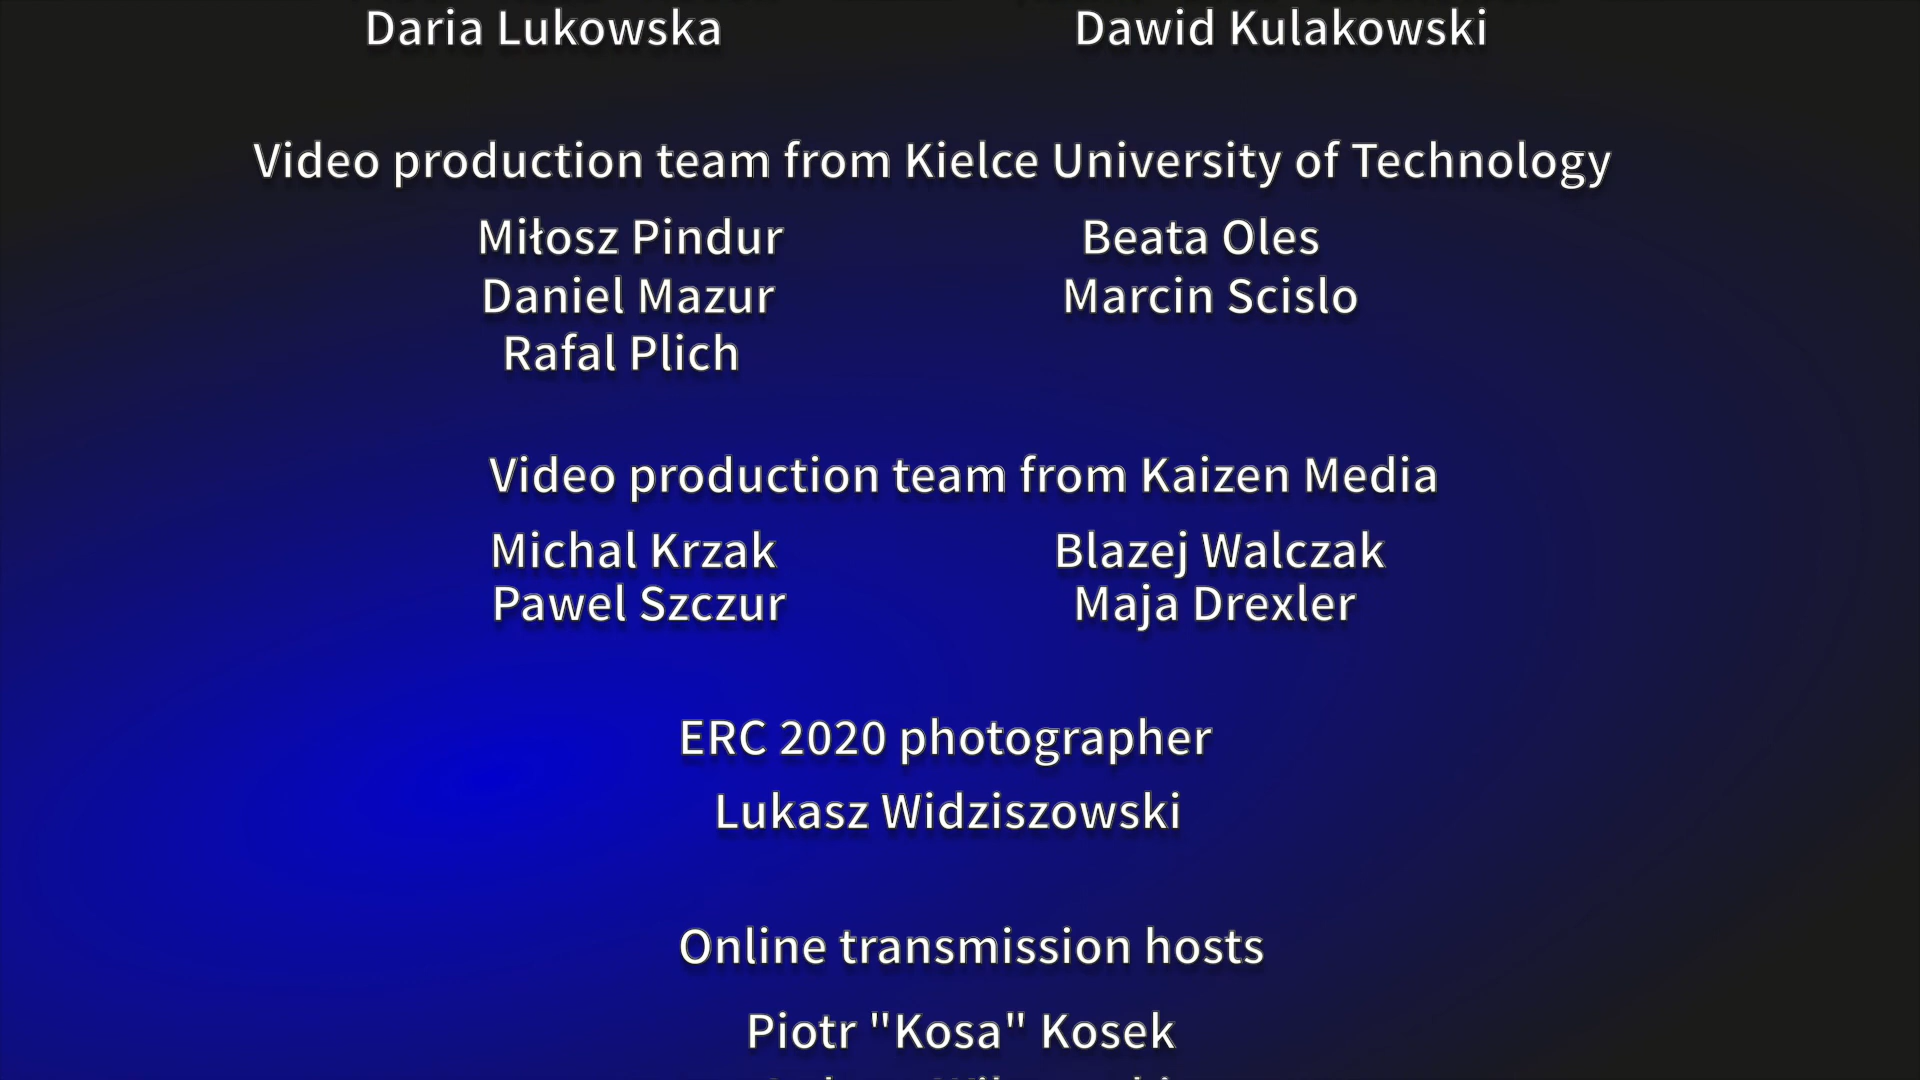 Daria Lukowska Dawid Kulakowski
Video production team from Kielce University of Technology
Miłosz Pindur Beata Oles
Daniel Mazur Marcin Scislo
Rafal Plich
Video production team from Kaizen Media
Michal Krzak Blazej Walczak
Pawel Szczur Maja Drexler
ERC 2020 photographer
Lukasz Widziszowski
Online transmission hosts
Piotr "Kosa" Kosek